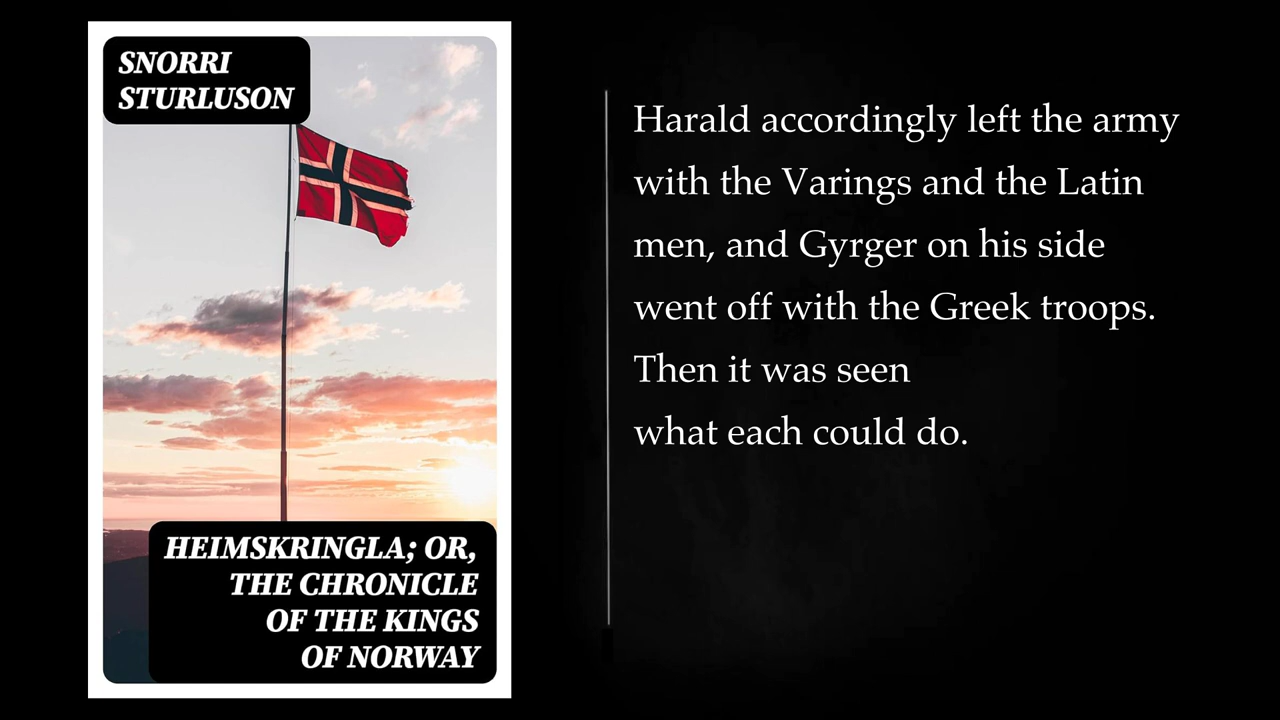 SNORRI
STURLUSON
HEIMSKRINGLA; OR,
THE CHRONICLE
OF THE KINGS
OF NORWAY
Harald accordingly left the army
with the Varings and the Latin
men, and Gyrger on his side
went off with the Greek troops.
Then it was seen
what each could do.